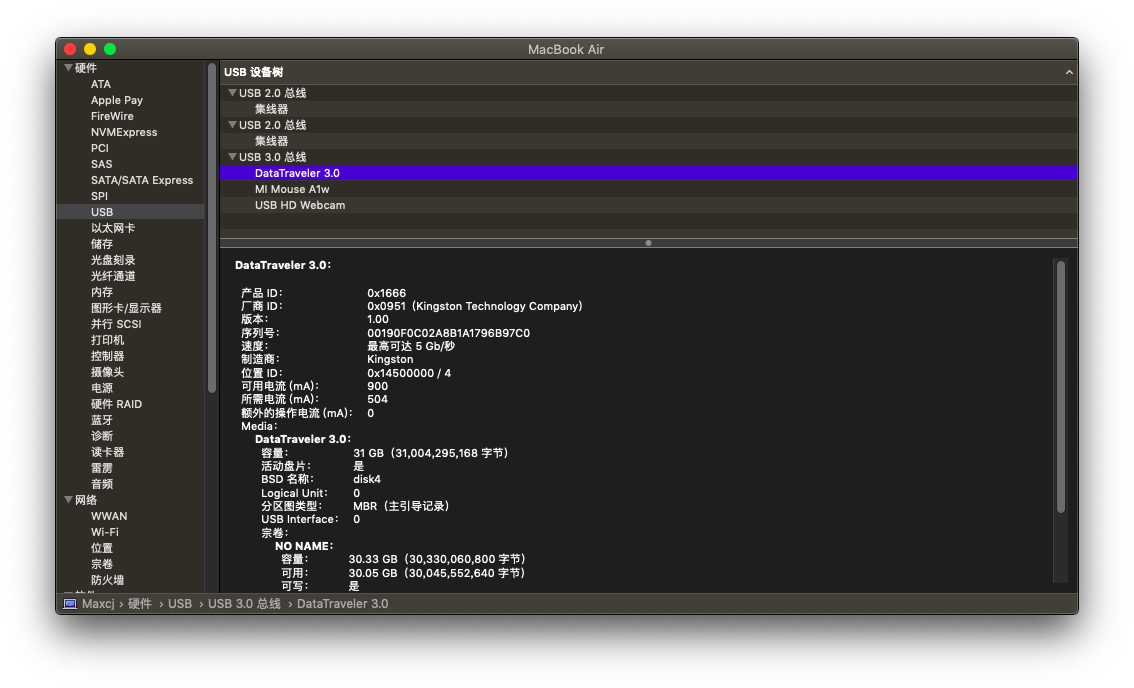 MacBook Air
硬件
ATA
Apple Pay
FireWire
NVMExpress
PCI
SAS
SATA/SATA Express
SPI
USB
以太网卡
储存
光盘刻录
光纤通道
内存
图形卡/显示器
并行 SCSI
打印机
控制器
摄像头
电源
硬件 RAID
蓝牙
诊断
读卡器
雷雳
音频
网络
WWAN
Wi-Fi
位置
宗卷
防火墙
USB 设备树
USB 2.0 总线
集线器
USB 2.0 总线
集线器
USB 3.0 总线
DataTraveler 3.0
MI Mouse A1w
USB HD Webcam
DataTraveler 3.0:
产品 ID: 0x1666
厂商 ID: 0x0951（Kingston Technology Company）
版本: 1.00
序列号: 00190F0C02A8B1A1796B97C0
速度: 最高可达 5 Gb/秒
制造商: Kingston
位置 ID: 0x14500000 / 4
可用电流 (mA): 900
所需电流 (mA): 504
额外的操作电流 (mA): 0
Media:
DataTraveler 3.0:
容量: 31 GB（31,004,295,168 字节）
活动盘片: 是
BSD 名称: disk4
Logical Unit: 0
分区图类型: MBR（主引导记录）
USB Interface: 0
宗卷:
NO NAME:
容量: 30.33 GB（30,330,060,800 字节）
可用: 30.05 GB（30,045,552,640 字节）
可写: 是
Maxcj › 硬件 › USB › USB 3.0 总线 › DataTraveler 3.0